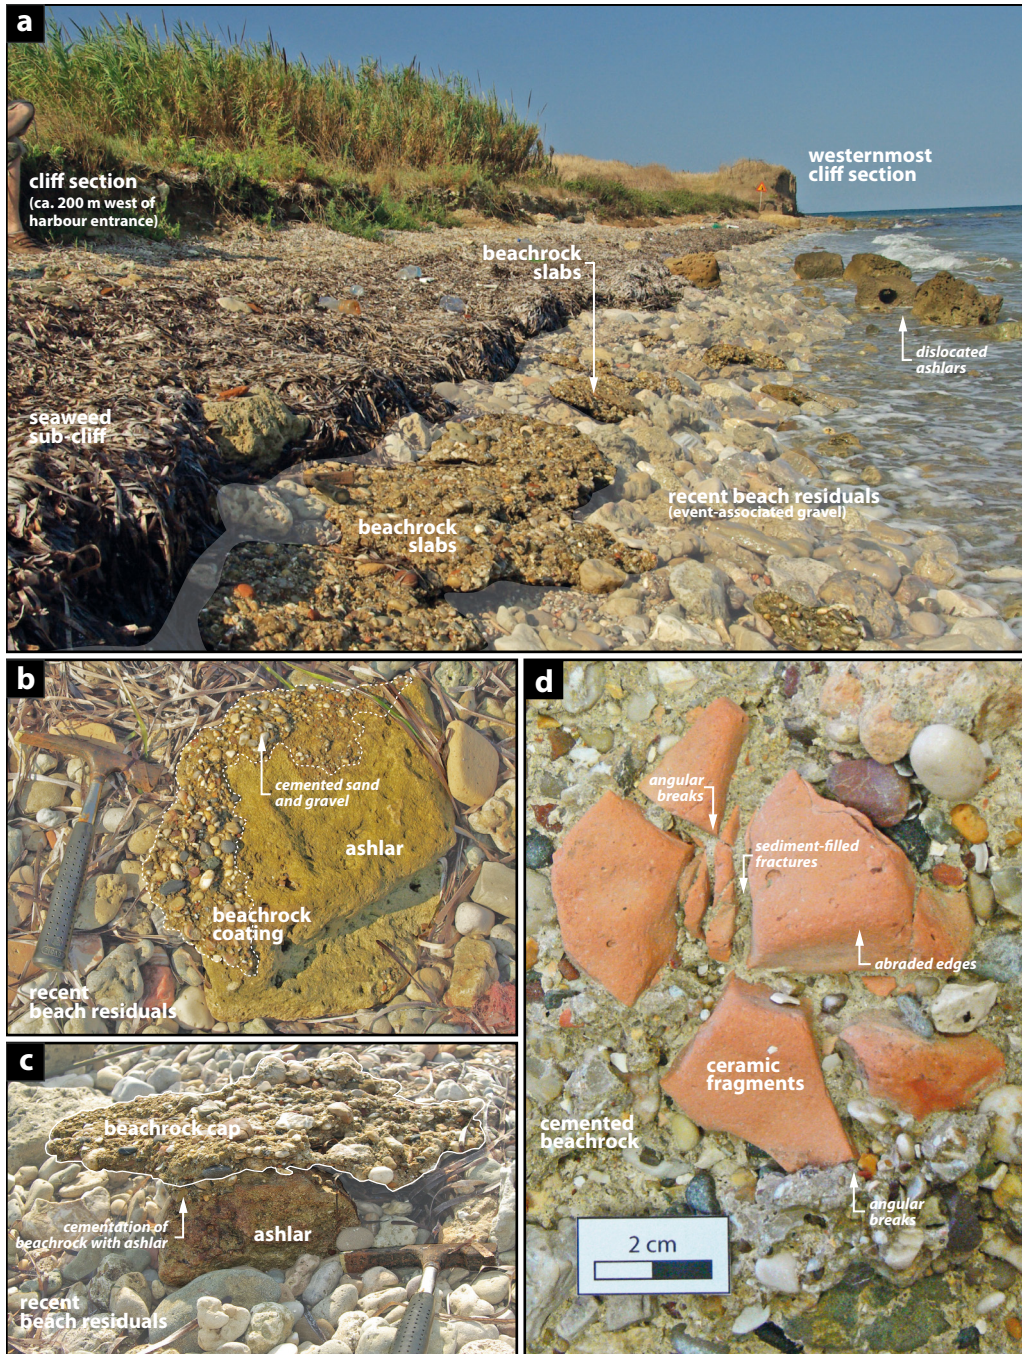 a
westernmost
cliff section
cliff section
(ca. 200 m west of
harbour entrance)
beachrock
slabs
dislocated
ashlars
seaweed
sub-cliff
recent beach residuals
(event-associated gravel)
beachrock
slabs
b
cemented sand
and gravel
ashlar
beachrock
coating
recent
beach residuals
c
beachrock cap
cementation of
beachrock with ashlar
ashlar
recent
beach residuals
d
angular
breaks
sediment-filled
fractures
abraded edges
ceramic
fragments
cemented
beachrock
angular
breaks
2 cm